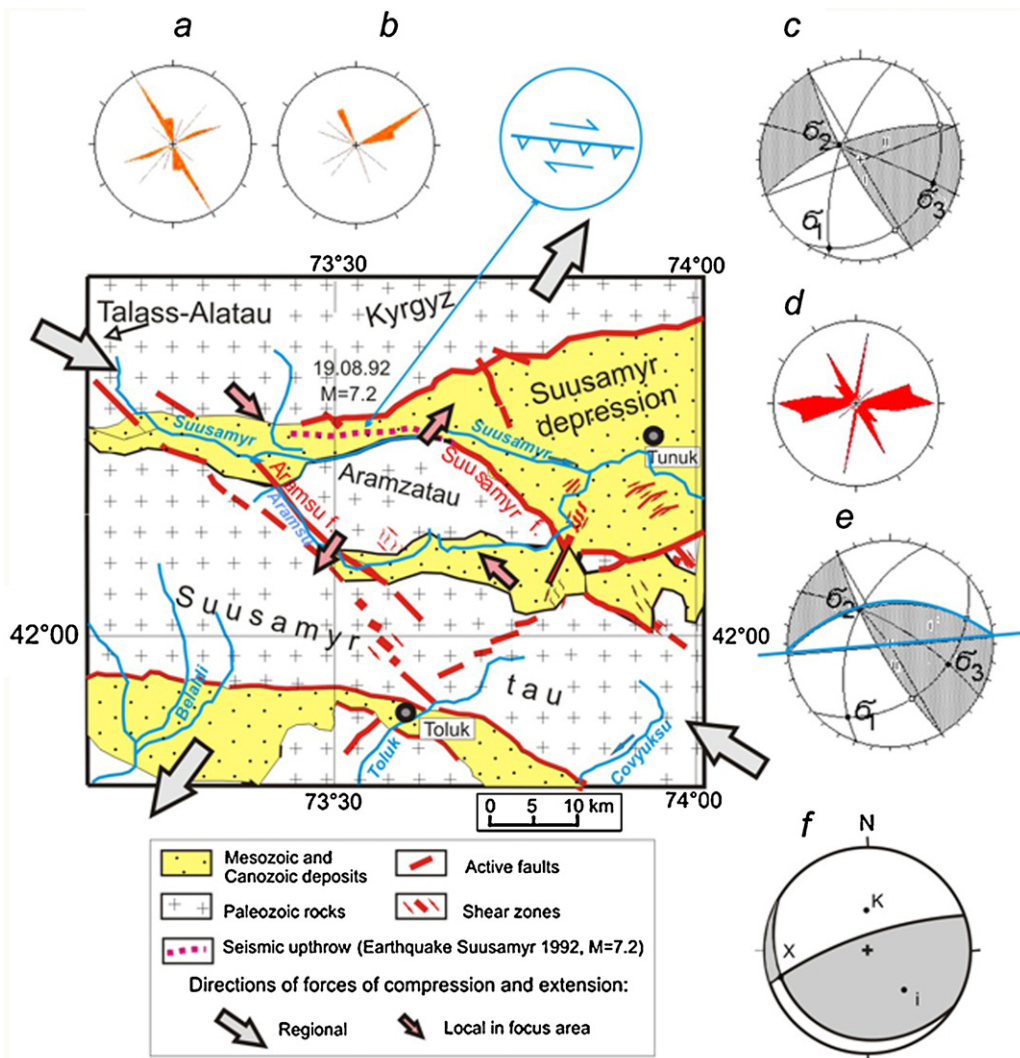 a
b
c
σ2
II
I
σ3
σ1
73°30
74°00
Talass-Alatau
Kyrgyz
19.08.92
M=7.2
Suusamyr
depression
Suusamyr
Suusamyr
Tunuk
Aramzatau
Suusamyr f.
Aramsu f.
Aramsu
Suusamyr
tau
42°00
42°00
Belaldi
Toluk
Toluk
Covyuksu
73°30
74°00
0 5 10 km
d
e
σ2
σ3
σ1
f
N
K
X
i
Mesozoic and
Canozoic deposits
Active faults
Paleozoic rocks
Shear zones
Seismic upthrow (Earthquake Suusamyr 1992, M=7.2)
Directions of forces of compression and extension:
Regional
Local in focus area